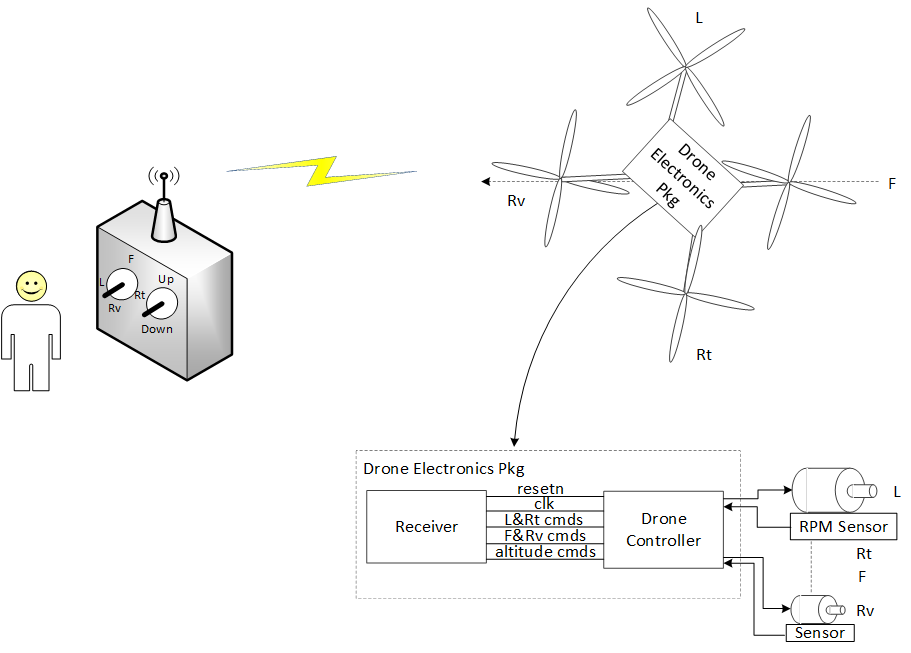 L
Drone
Electronics
Pkg
Rv
F
Rt
F
L
Rt
Up
Rv
Down
Drone Electronics Pkg
Receiver
resetn
clk
L&Rt cmds
F&Rv cmds
altitude cmds
Drone
Controller
L
RPM Sensor
Rt
F
Rv
Sensor